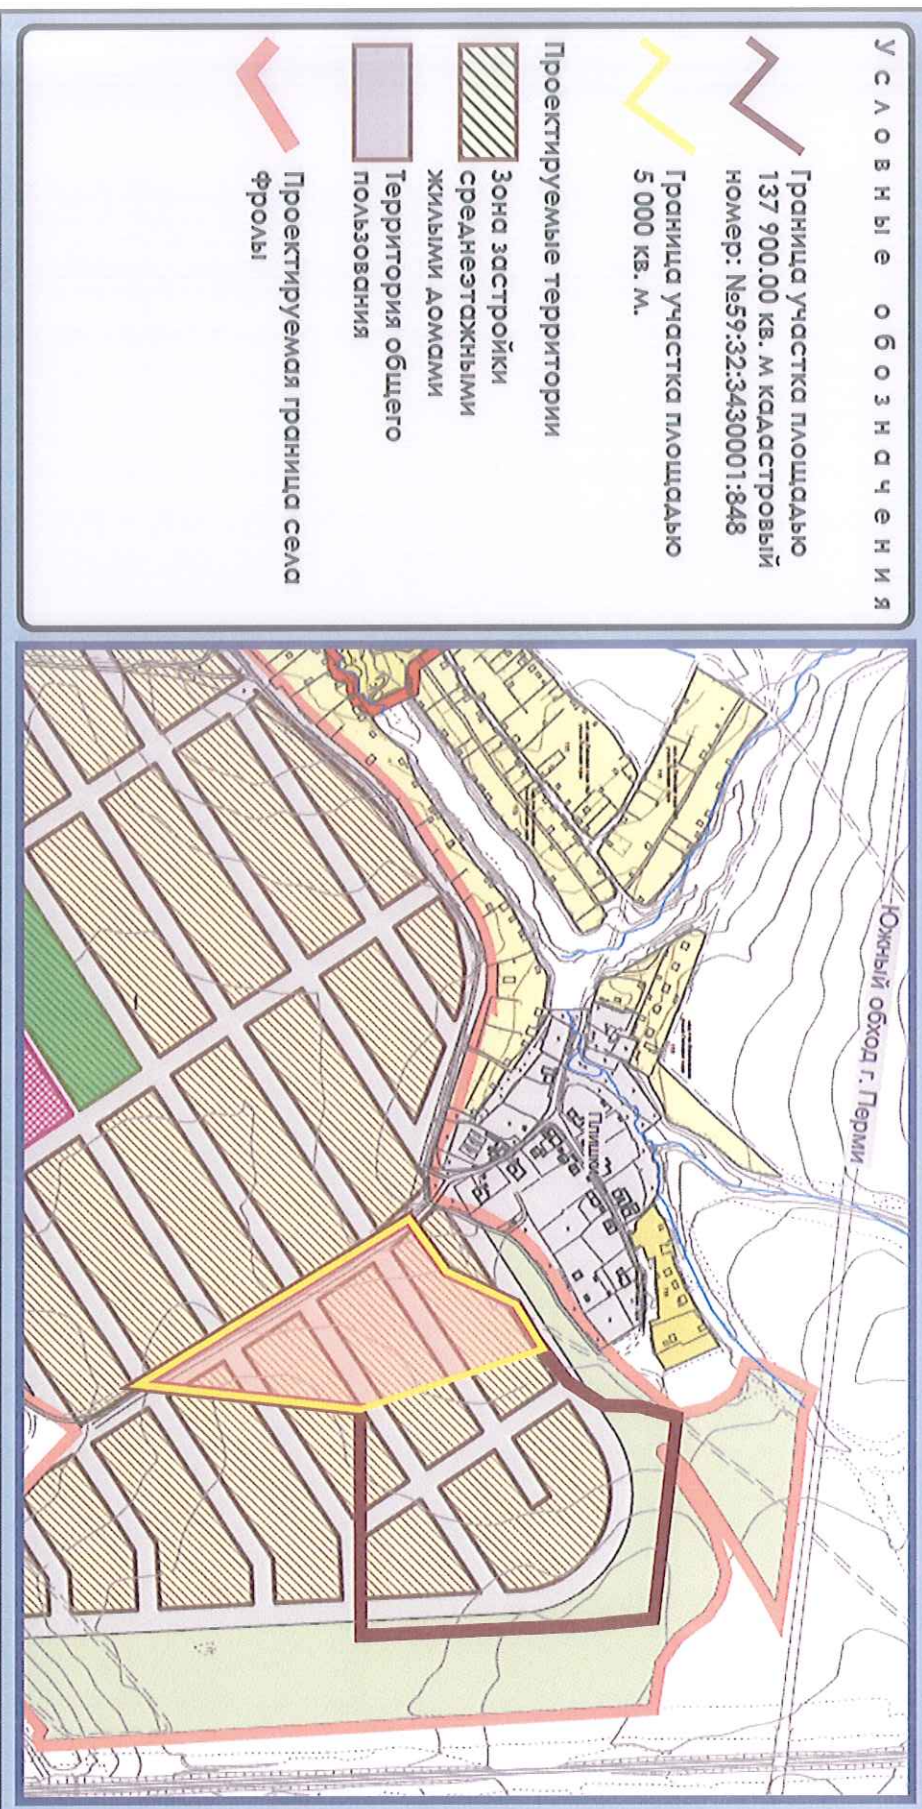 Условные обозначения
Граница участка площадью
137 900.00 кв. м кадастровый
номер: №59:32:3430001:848
Граница участка площадью
5 000 кв. м.
Проектируемые территории
Зона застройки
среднеэтажными
жилыми домами
Территория общего
пользования
Проектируемая граница села
Фролы
Южный обход г. Перми